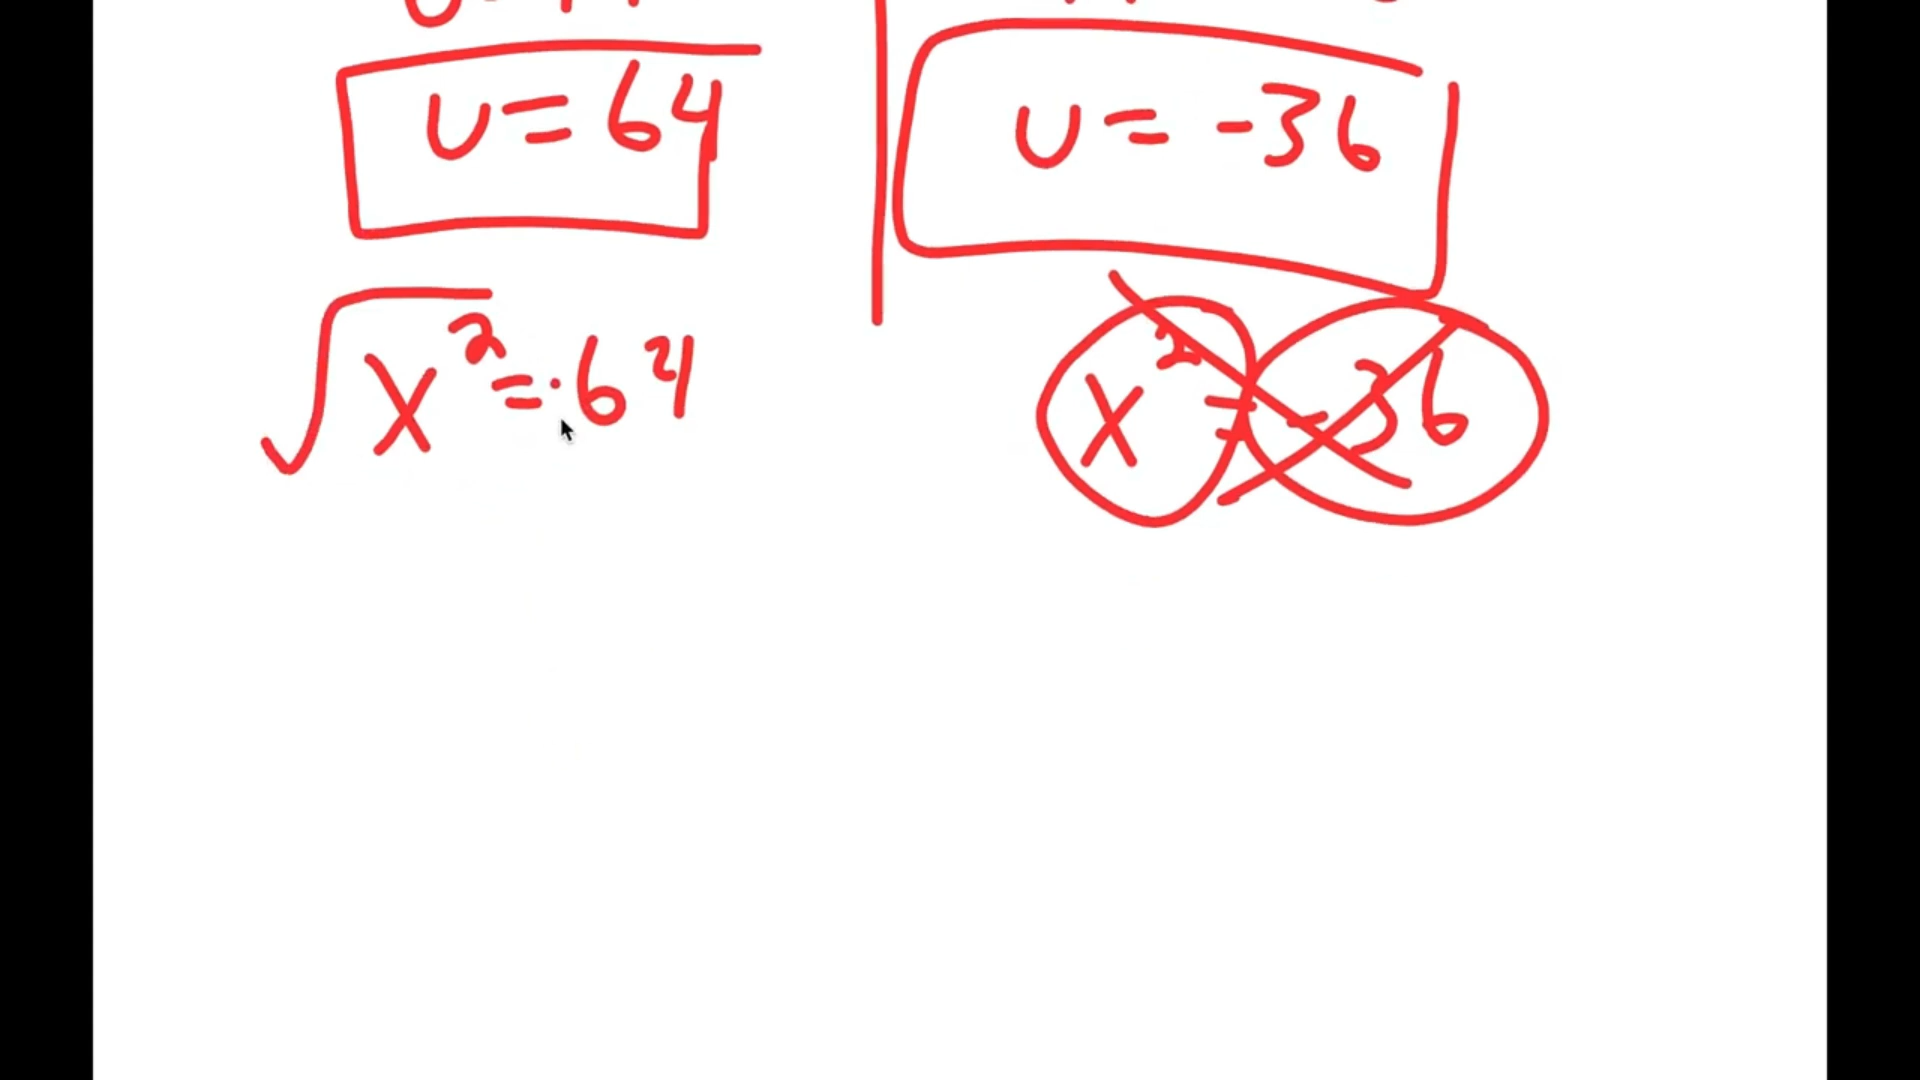 u = 64
u = -36
√x² = 64
x² = -36